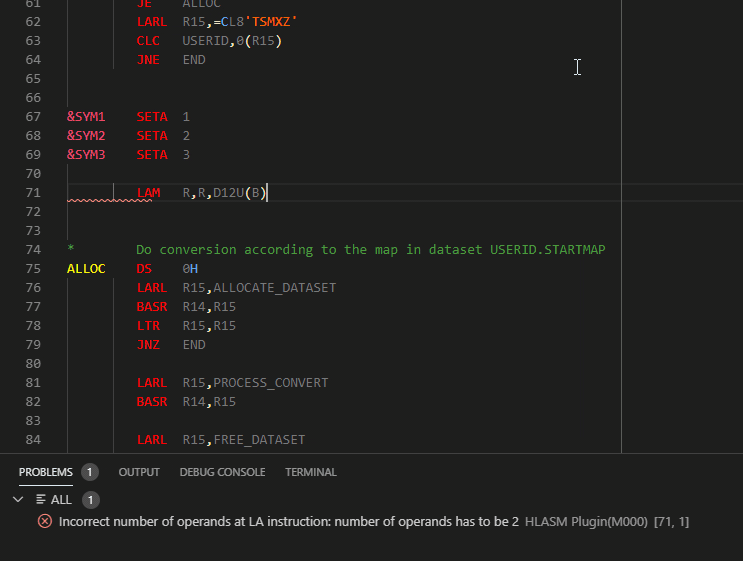 61 JE ALLOC
62 LARL R15,=CL8'TSMXZ'
63 CLC USERID,0(R15)
64 JNE END
65
66
67 &SYM1 SETA 1
68 &SYM2 SETA 2
69 &SYM3 SETA 3
70
71 LAM R,R,D12U(B)
72
73
74 * Do conversion according to the map in dataset USERID.STARTMAP
75 ALLOC DS 0H
76 LARL R15,ALLOCATE_DATASET
77 BASR R14,R15
78 LTR R15,R15
79 JNZ END
80
81 LARL R15,PROCESS_CONVERT
82 BASR R14,R15
83
84 LARL R15,FREE_DATASET
PROBLEMS 1 OUTPUT DEBUG CONSOLE TERMINAL
ALL 1
Incorrect number of operands at LA instruction: number of operands has to be 2 HLASM Plugin(M000) [71, 1]